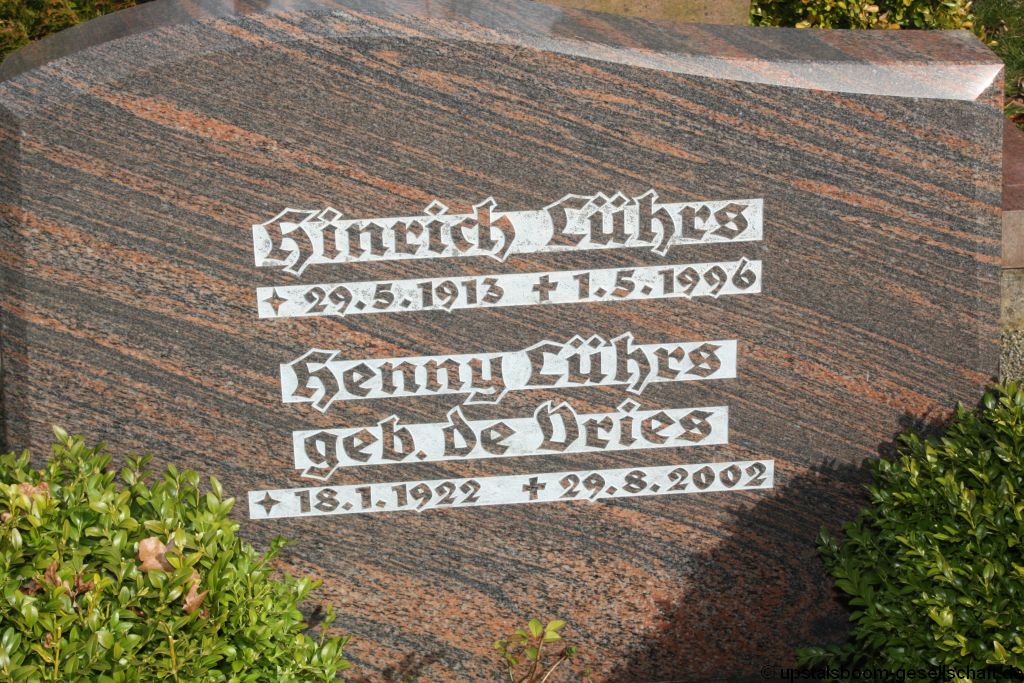 Hinrich Lührs
✦ 29.5.1913 ✝ 1.5.1996
Henny Lührs
geb. de Vries
✦ 18.1.1922 ✝ 29.8.2002
© upstalsboom-gesellschaft.de